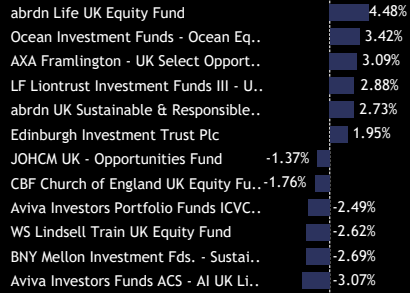 abrdn Life UK Equity Fund 4.48%
Ocean Investment Funds - Ocean Eq.. 3.42%
AXA Framlington - UK Select Opport.. 3.09%
LF Liontrust Investment Funds III - U.. 2.88%
abrdn UK Sustainable & Responsible.. 2.73%
Edinburgh Investment Trust Plc 1.95%
JOHCM UK - Opportunities Fund -1.37%
CBF Church of England UK Equity Fu.. -1.76%
Aviva Investors Portfolio Funds ICVC.. -2.49%
WS Lindsell Train UK Equity Fund -2.62%
BNY Mellon Investment Fds. - Sustai.. -2.69%
Aviva Investors Funds ACS - AI UK Li.. -3.07%